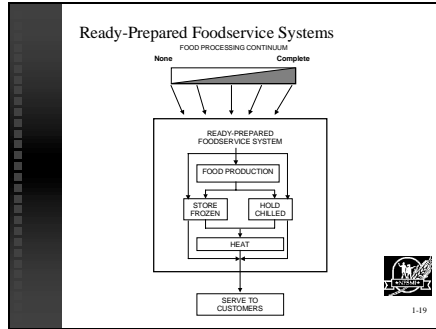 Ready-Prepared Foodservice Systems
FOOD PROCESSING CONTINUUM
None
Complete
READY-PREPARED
FOODSERVICE SYSTEM
FOOD PRODUCTION
STORE
FROZEN
HOLD
CHILLED
HEAT
SERVE TO
CUSTOMERS
NFSMI
1-19